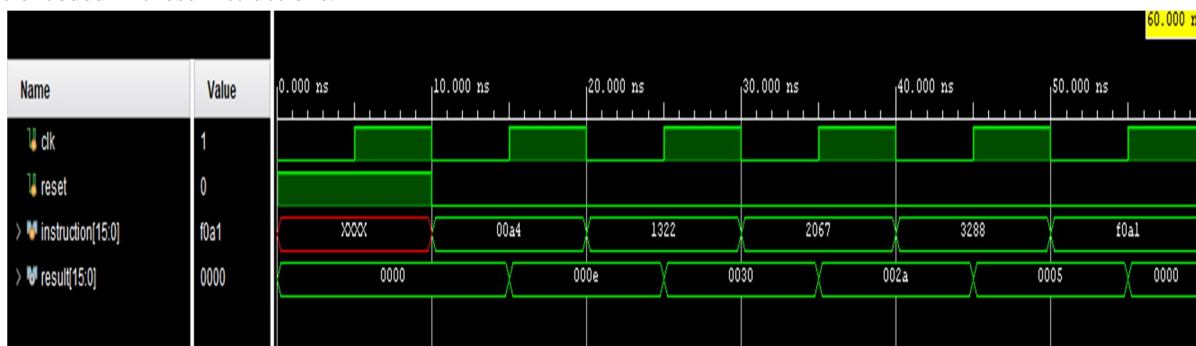 60.000 n
Name Value 0.000 ns 10.000 ns 20.000 ns 30.000 ns 40.000 ns 50.000 ns
clk 1
reset 0
> instruction[15:0] f0a1 XXXX 00a4 1322 2067 3288 f0a1
> result[15:0] 0000 0000 000e 0030 002a 0005 0000